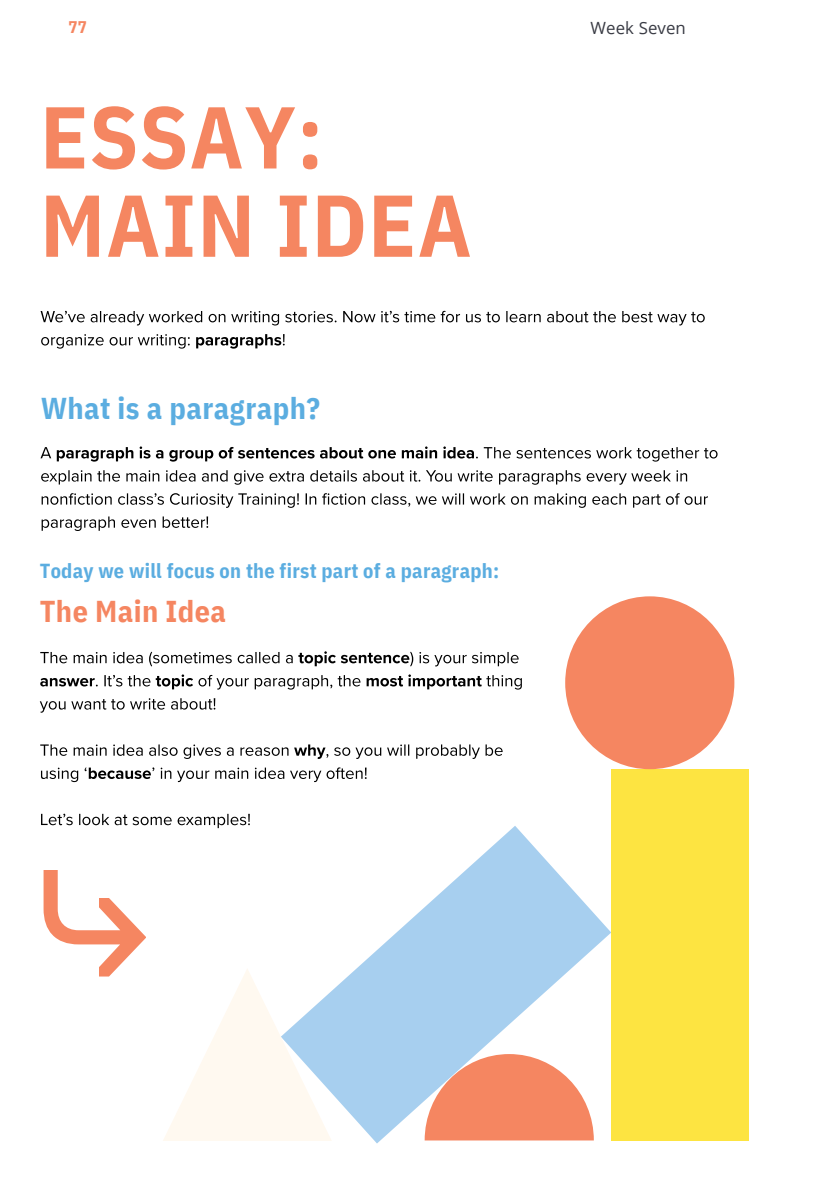 77
Week Seven
ESSAY:
MAIN IDEA
We’ve already worked on writing stories. Now it’s time for us to learn about the best way to
organize our writing: paragraphs!
What is a paragraph?
A paragraph is a group of sentences about one main idea. The sentences work together to
explain the main idea and give extra details about it. You write paragraphs every week in
nonfiction class’s Curiosity Training! In fiction class, we will work on making each part of our
paragraph even better!
Today we will focus on the first part of a paragraph:
The Main Idea
The main idea (sometimes called a topic sentence) is your simple
answer. It’s the topic of your paragraph, the most important thing
you want to write about!
The main idea also gives a reason why, so you will probably be
using ‘because’ in your main idea very often!
Let’s look at some examples!